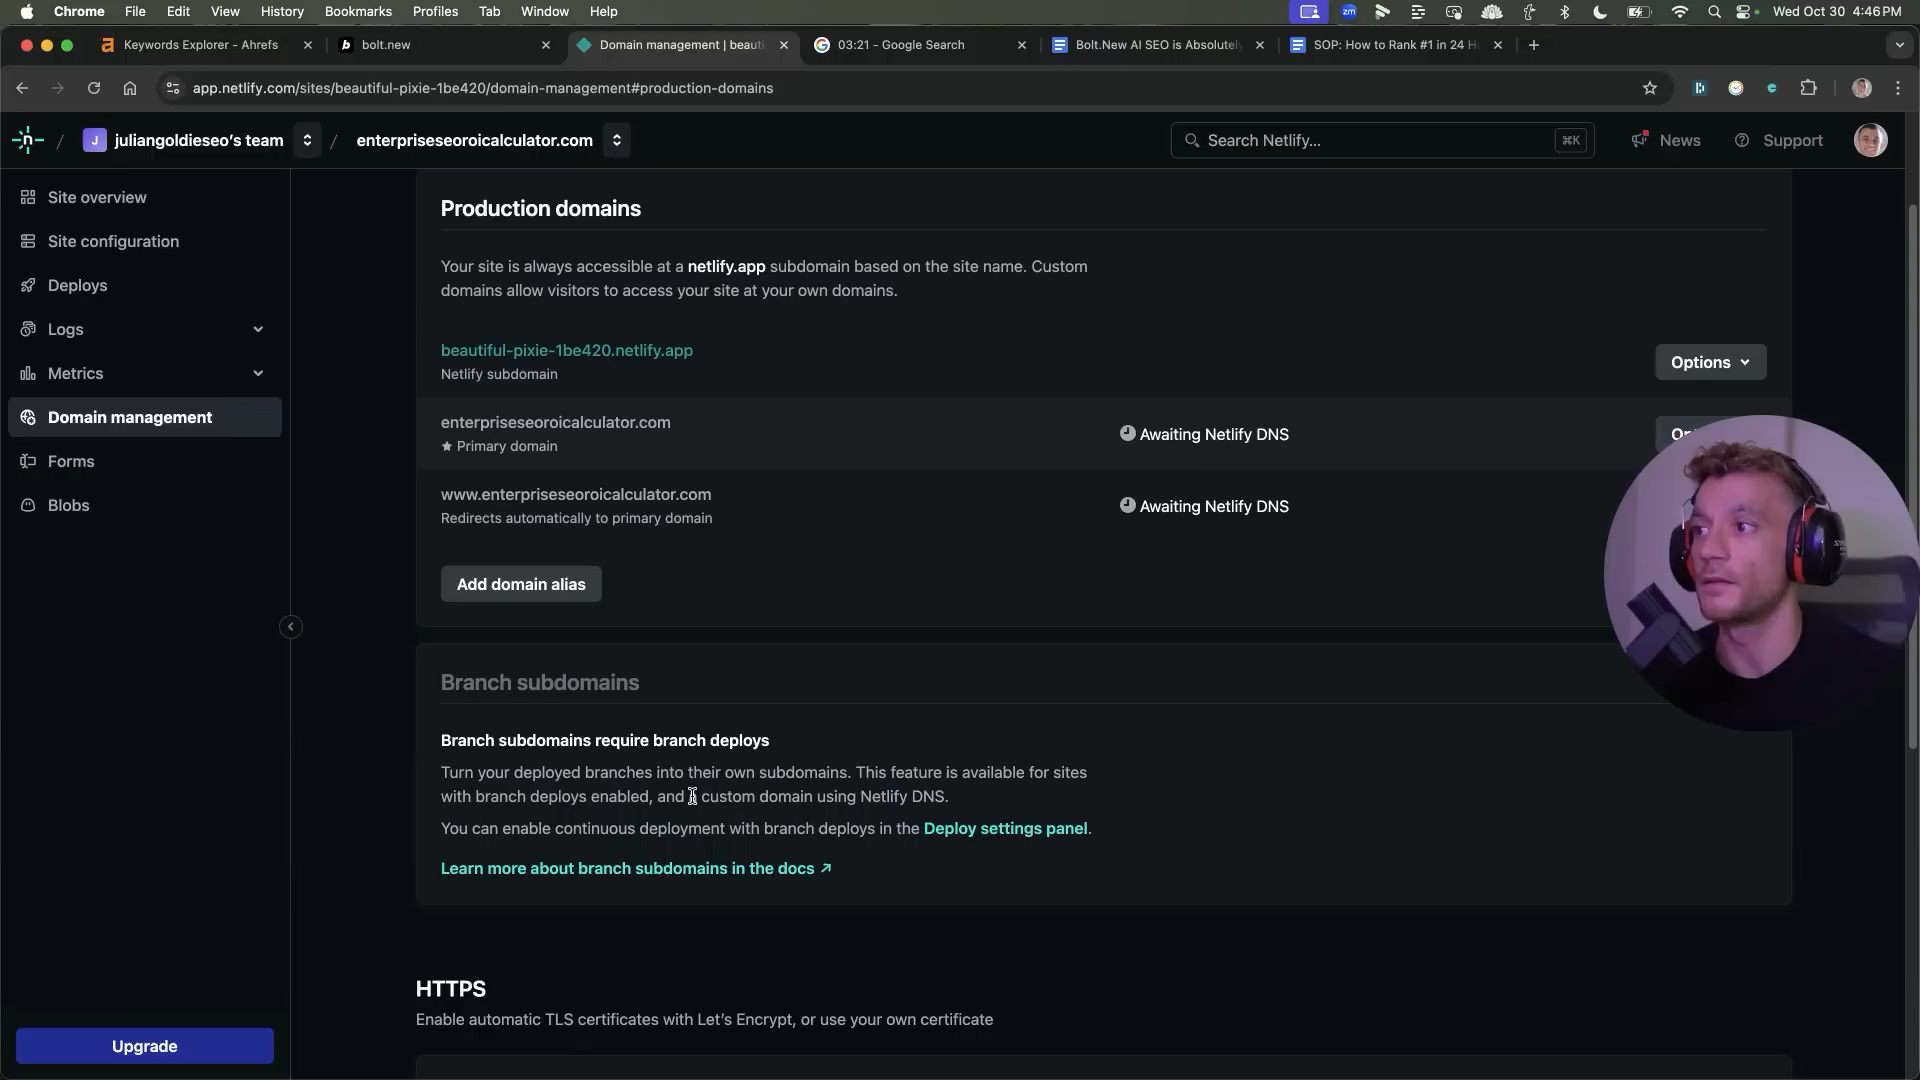 Chrome File Edit View History Bookmarks Profiles Tab Window Help
zm
Wed Oct 30 4:46 PM
Keywords Explorer - Ahrefs
bolt.new
Domain management | beauti
03:21 - Google Search
Bolt.New AI SEO is Absolutely
SOP: How to Rank #1 in 24 H
app.netlify.com/sites/beautiful-pixie-1be420/domain-management#production-domains
/ J juliangoldieseo's team / enterpriseseoroicalculator.com
Search Netlify... ⌘K
News
Support
Site overview
Site configuration
Deploys
Logs
Metrics
Domain management
Forms
Blobs
Upgrade
Production domains
Your site is always accessible at a netlify.app subdomain based on the site name. Custom
domains allow visitors to access your site at your own domains.
beautiful-pixie-1be420.netlify.app
Netlify subdomain
Options
enterpriseseoroicalculator.com
Primary domain
Awaiting Netlify DNS
www.enterpriseseoroicalculator.com
Redirects automatically to primary domain
Awaiting Netlify DNS
Add domain alias
Branch subdomains
Branch subdomains require branch deploys
Turn your deployed branches into their own subdomains. This feature is available for sites
with branch deploys enabled, and a custom domain using Netlify DNS.
You can enable continuous deployment with branch deploys in the Deploy settings panel.
Learn more about branch subdomains in the docs ↗
HTTPS
Enable automatic TLS certificates with Let's Encrypt, or use your own certificate